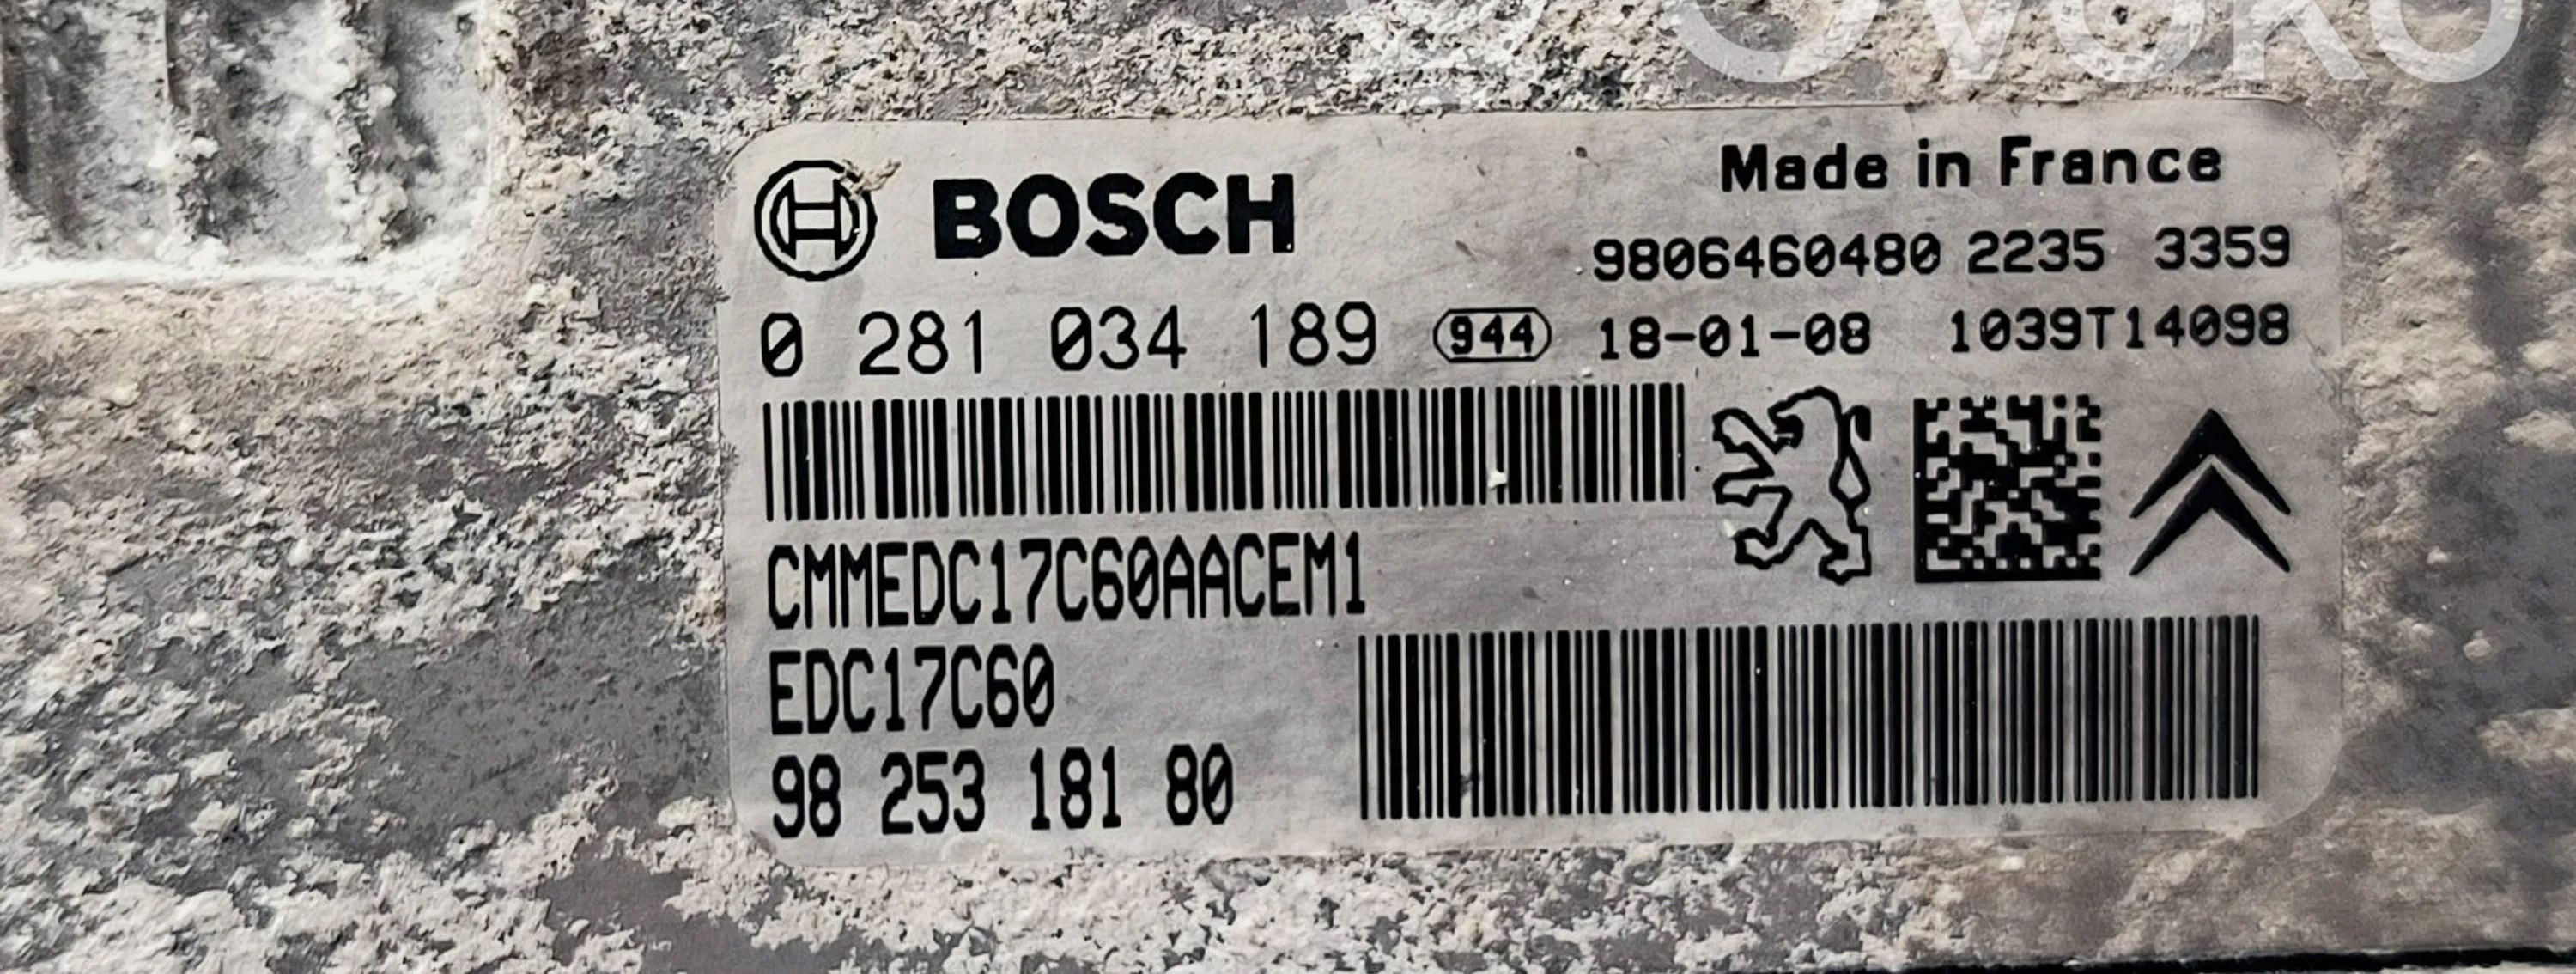 OVOKO
BOSCH
Made in France
9806460480 2235 3359
0 281 034 189 944 18-01-08 1039T14098
CMMEDC17C60AACEM1
EDC17C60
98 253 181 80